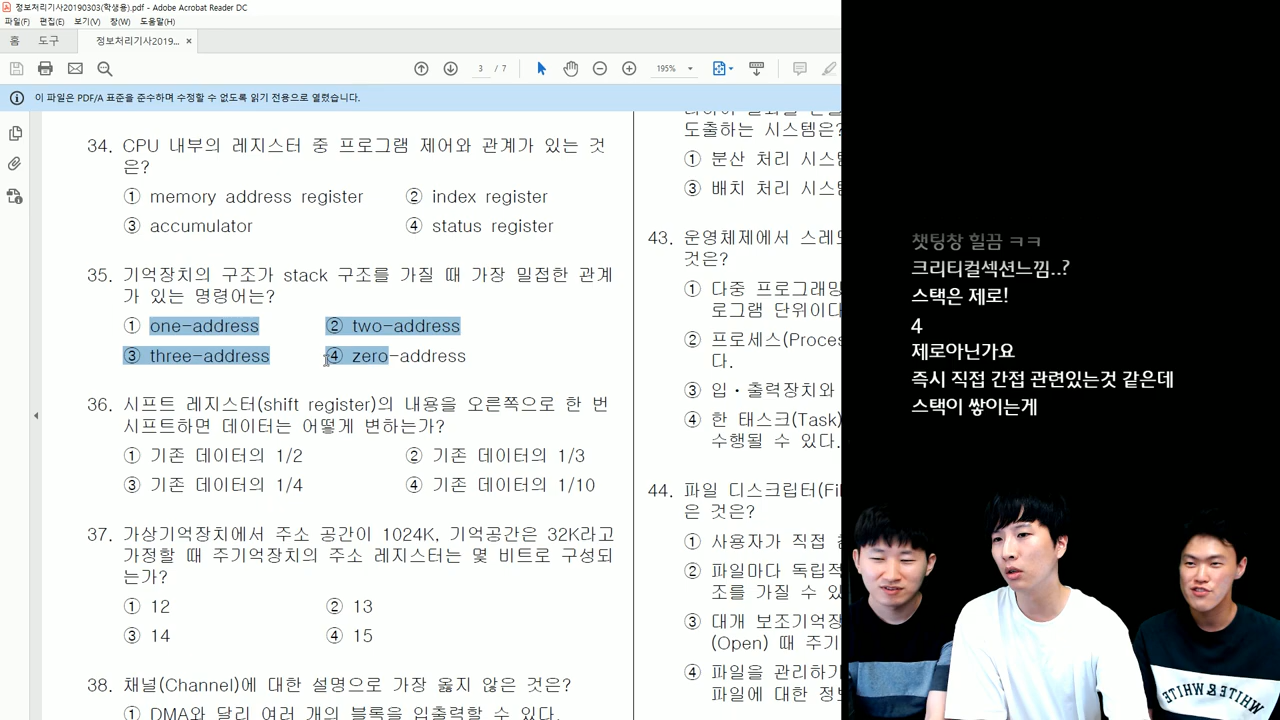 정보처리기사20190303(학생용).pdf - Adobe Acrobat Reader DC
파일(F) 편집(E) 보기(V) 창(W) 도움말(H)
홈 도구 정보처리기사2019... ×
3 / 7 195%
이 파일은 PDF/A 표준을 준수하며 수정할 수 없도록 읽기 전용으로 열렸습니다.
34. CPU 내부의 레지스터 중 프로그램 제어와 관계가 있는 것
은?
① memory address register ② index register
③ accumulator ④ status register
35. 기억장치의 구조가 stack 구조를 가질 때 가장 밀접한 관계
가 있는 명령어는?
① one-address ② two-address
③ three-address ④ zero-address
36. 시프트 레지스터(shift register)의 내용을 오른쪽으로 한 번
시프트하면 데이터는 어떻게 변하는가?
① 기존 데이터의 1/2 ② 기존 데이터의 1/3
③ 기존 데이터의 1/4 ④ 기존 데이터의 1/10
37. 가상기억장치에서 주소 공간이 1024K, 기억공간은 32K라고
가정할 때 주기억장치의 주소 레지스터는 몇 비트로 구성되
는가?
① 12 ② 13
③ 14 ④ 15
38. 채널(Channel)에 대한 설명으로 가장 옳지 않은 것은?
① DMA와 달리 여러 개의 블록을 입출력할 수 있다.
도출하는 시스템은?
① 분산 처리 시스
③ 배치 처리 시스
43. 운영체제에서 스레
것은?
① 다중 프로그래밍
로그램 단위이다
② 프로세스(Proce
다.
③ 입・출력장치와
④ 한 태스크(Task)
수행될 수 있다.
44. 파일 디스크립터(Fil
은 것은?
① 사용자가 직접
② 파일마다 독립적
조를 가질 수 있
③ 대개 보조기억장
(Open) 때 주기
④ 파일을 관리하기
파일에 대한 정보
챗팅창 힐끔 ㅋㅋ
크리티컬섹션느낌..?
스택은 제로!
4
제로아닌가요
즉시 직접 간접 관련있는것 같은데
스택이 쌓이는게
WHITE&WHITE